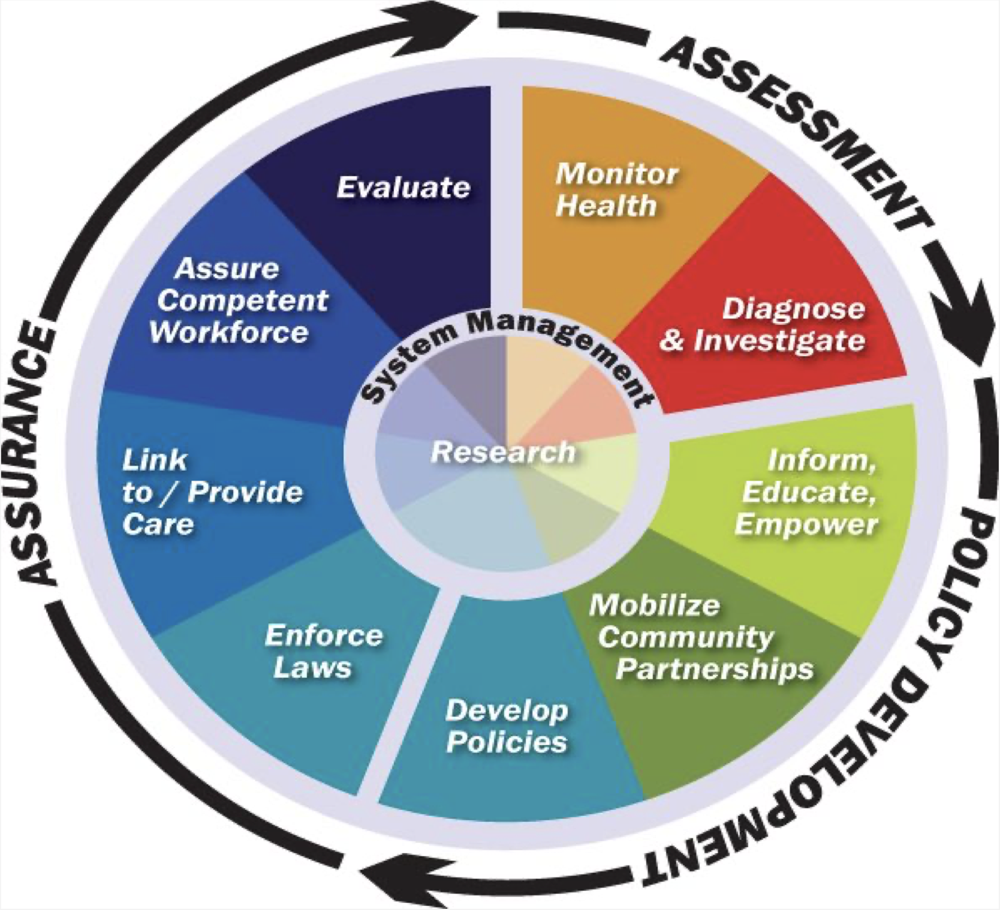 ASSESSMENT
POLICY DEVELOPMENT
ASSURANCE
Monitor
Health
Diagnose
& Investigate
Inform,
Educate,
Empower
Mobilize
Community
Partnerships
Develop
Policies
Enforce
Laws
Link
to / Provide
Care
Assure
Competent
Workforce
Evaluate
System Management
Research